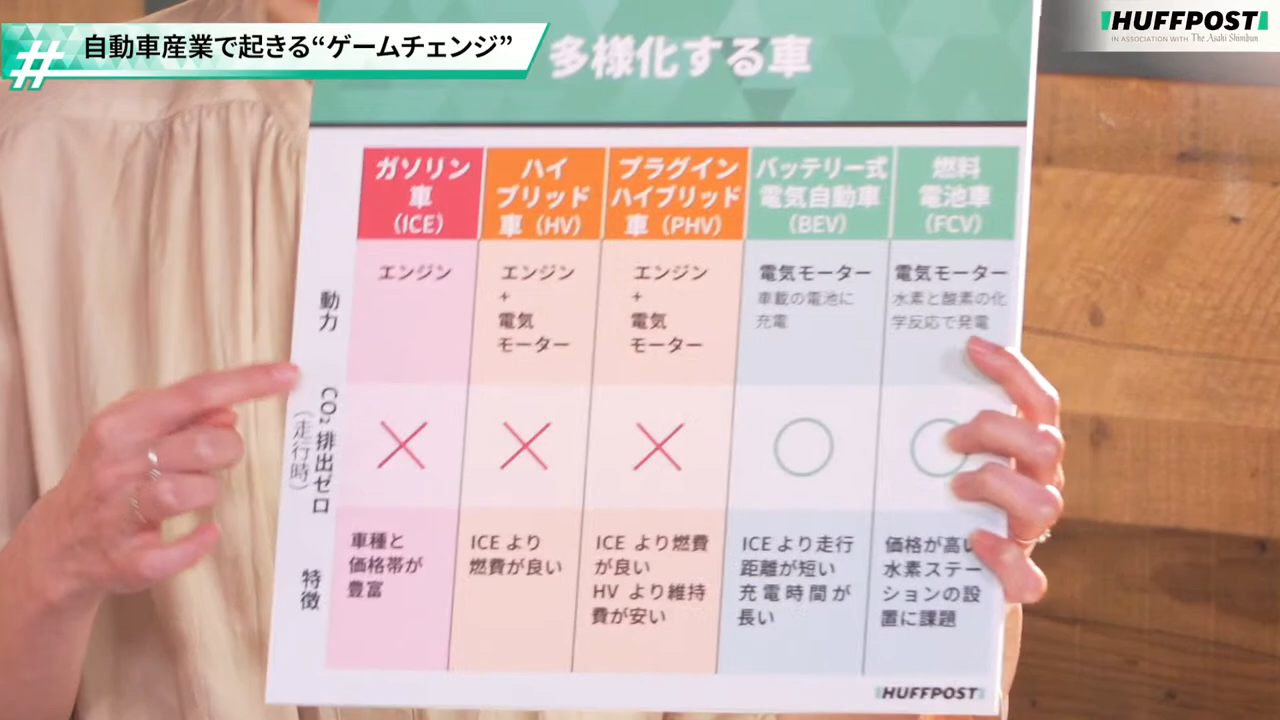 自動車産業で起きる“ゲームチェンジ”
#
HUFFPOST
IN ASSOCIATION WITH The Asahi Shimbun
多様化する車
ガソリン
車
（ICE）
ハイ
ブリッド
車（HV）
プラグイン
ハイブリッド
車（PHV）
バッテリー式
電気自動車
（BEV）
燃料
電池車
（FCV）
動力
エンジン
エンジン
+
電気
モーター
エンジン
+
電気
モーター
電気モーター
車載の電池に
充電
電気モーター
水素と酸素の化
学反応で発電
CO₂排出ゼロ
（走行時）
特徴
車種と
価格帯が
豊富
ICE より
燃費が良い
ICE より燃費
が良い
HV より維持
費が安い
ICE より走行
距離が短い
充電時間が
長い
価格が高い
水素ステー
ションの設
置に課題
HUFFPOST